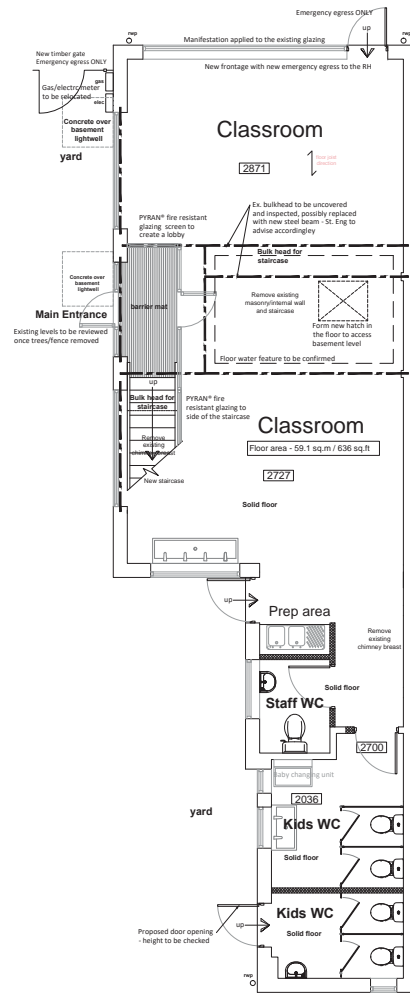 Emergency egress ONLY
rwp
rwp
Manifestation applied to the existing glazing
up
New timber gate
Emergency egress ONLY
New frontage with new emergency egress to the RH
gas
Gas/electro meter
to be relocated
elec
Concrete over
basement
lightwell
yard
Classroom
2871
floor joist
direction
PYRAN® fire resistant
glazing screen to
create a lobby
Ex. bulkhead to be uncovered
and inspected, possibly replaced
with new steel beam - St. Eng to
advise accordingley
Bulk head for
staircase
Concrete over
basement
lightwell
barrier mat
Remove existing
masonry/internal wall
and staircase
Main Entrance
Form new hatch in
the floor to access
basement level
Existing levels to be reviewed
once trees/fence removed
Floor water feature to be confirmed
up
Bulk head for
staircase
PYRAN® fire
resistant glazing to
side of the staircase
Remove
existing
chimney breast
New staircase
Classroom
Floor area - 59.1 sq.m / 636 sq.ft
2727
Solid floor
up
Prep area
Remove
existing
chimney breast
Solid floor
Staff WC
2700
Baby changing unit
2036
yard
Kids WC
Solid floor
Kids WC
Solid floor
up
Proposed door opening
- height to be checked
rwp